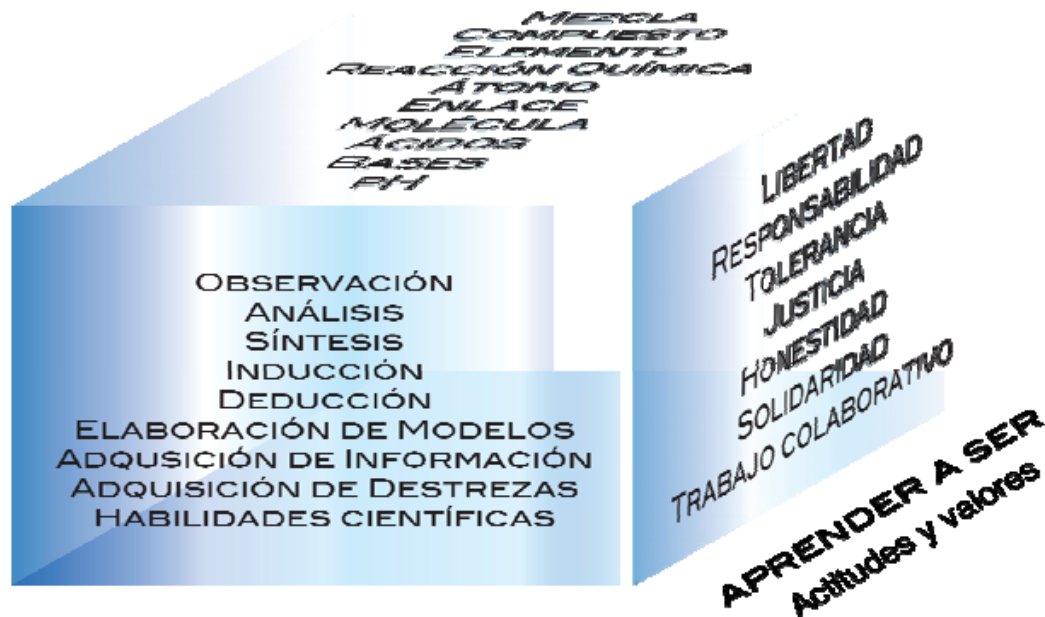 MEZCLA
COMPUESTO
ELEMENTO
REACCIÓN QUÍMICA
ÁTOMO
ENLACE
MOLÉCULA
ÁCIDOS
BASES
PH
OBSERVACIÓN
ANÁLISIS
SÍNTESIS
INDUCCIÓN
DEDUCCIÓN
ELABORACIÓN DE MODELOS
ADQUSICIÓN DE INFORMACIÓN
ADQUISICIÓN DE DESTREZAS
HABILIDADES CIENTÍFICAS
LIBERTAD
RESPONSABILIDAD
TOLERANCIA
JUSTICIA
HONESTIDAD
SOLIDARIDAD
TRABAJO COLABORATIVO
APRENDER A SER
Actitudes y valores